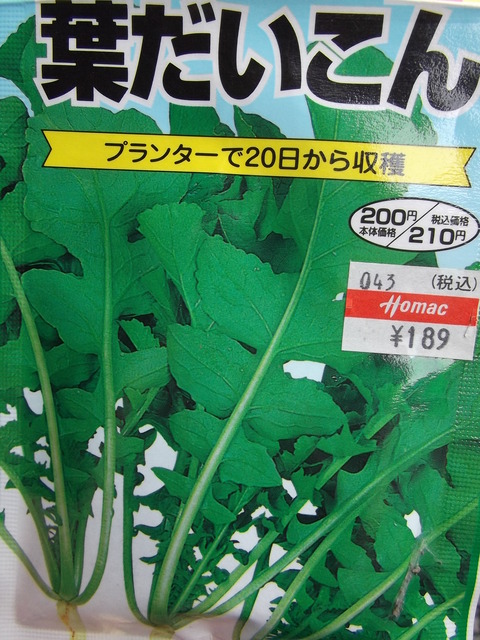 葉だいこん
プランターで20日から収穫
200円 税込価格
本体価格 210円
043 (税込)
Homac
¥189